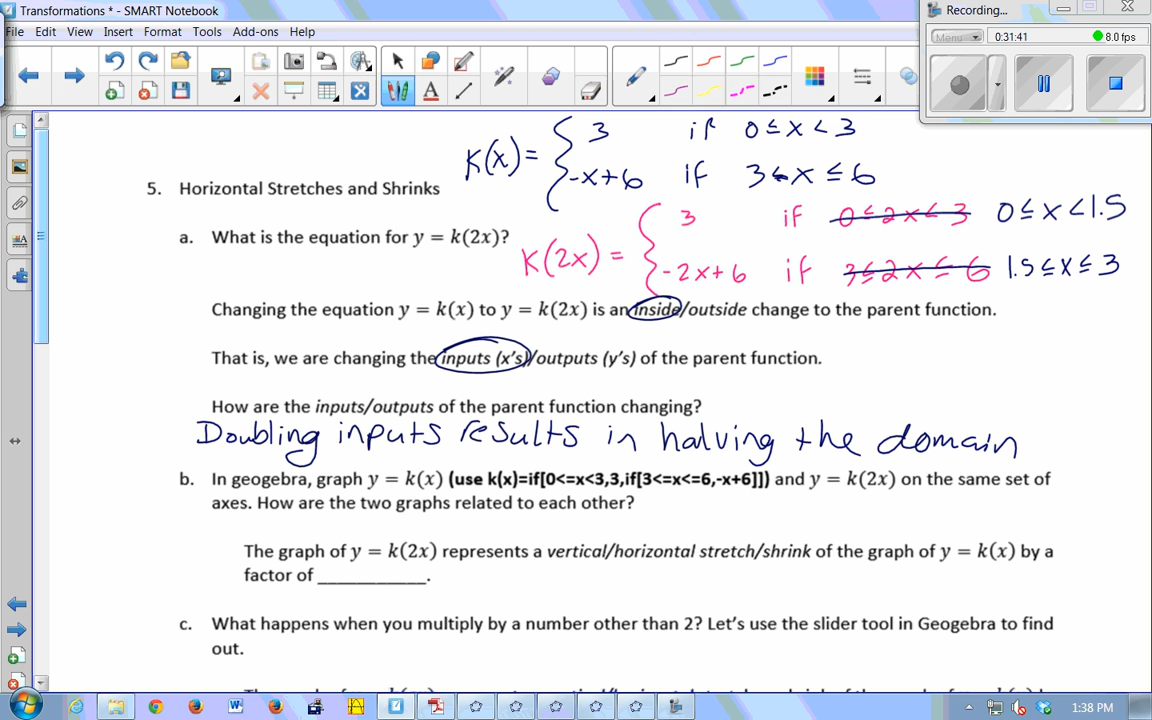 Transformations * - SMART Notebook
Recording...
File Edit View Insert Format Tools Add-ons Help
Menu 0:31:41 8.0 fps
K(x) = { 3 if 0 ≤ x < 3
-x+6 if 3 ≤ x ≤ 6
5. Horizontal Stretches and Shrinks
K(2x) = { 3 if 0 ≤ 2x < 3 0 ≤ x < 1.5
a. What is the equation for y = k(2x)?
-2x+6 if 3 ≤ 2x ≤ 6 1.5 ≤ x ≤ 3
Changing the equation y = k(x) to y = k(2x) is an inside/outside change to the parent function.
That is, we are changing the inputs (x's)/outputs (y's) of the parent function.
How are the inputs/outputs of the parent function changing?
Doubling inputs results in halving the domain
b. In geogebra, graph y = k(x) (use k(x)=if[0<=x<3,3,if[3<=x<=6,-x+6]]) and y = k(2x) on the same set of
axes. How are the two graphs related to each other?
The graph of y = k(2x) represents a vertical/horizontal stretch/shrink of the graph of y = k(x) by a
factor of ____________.
c. What happens when you multiply by a number other than 2? Let's use the slider tool in Geogebra to find
out.
1:38 PM